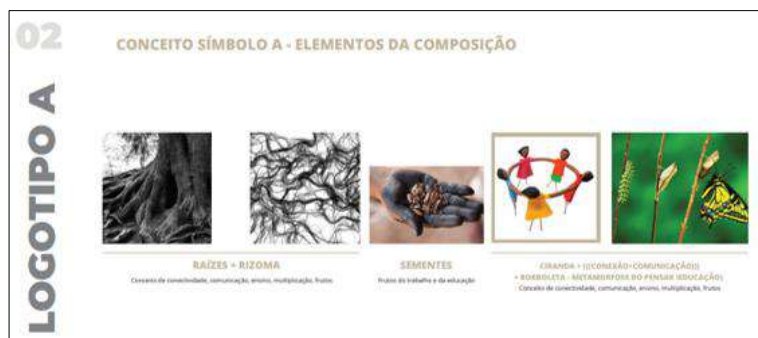 02
LOGOTIPO A
CONCEITO SÍMBOLO A - ELEMENTOS DA COMPOSIÇÃO
RAÍZES + RIZOMA
Conceito de conectividade, comunicação, ensino, multiplicação, frutos
SEMENTES
Frutos do trabalho e da educação
CIRANDA + (((CONEXÃO+COMUNICAÇÃO)))
+ BORBOLETA - METAMORFOSE DO PENSAR (EDUCAÇÃO)
Conceito de conectividade, comunicação, ensino, multiplicação, frutos